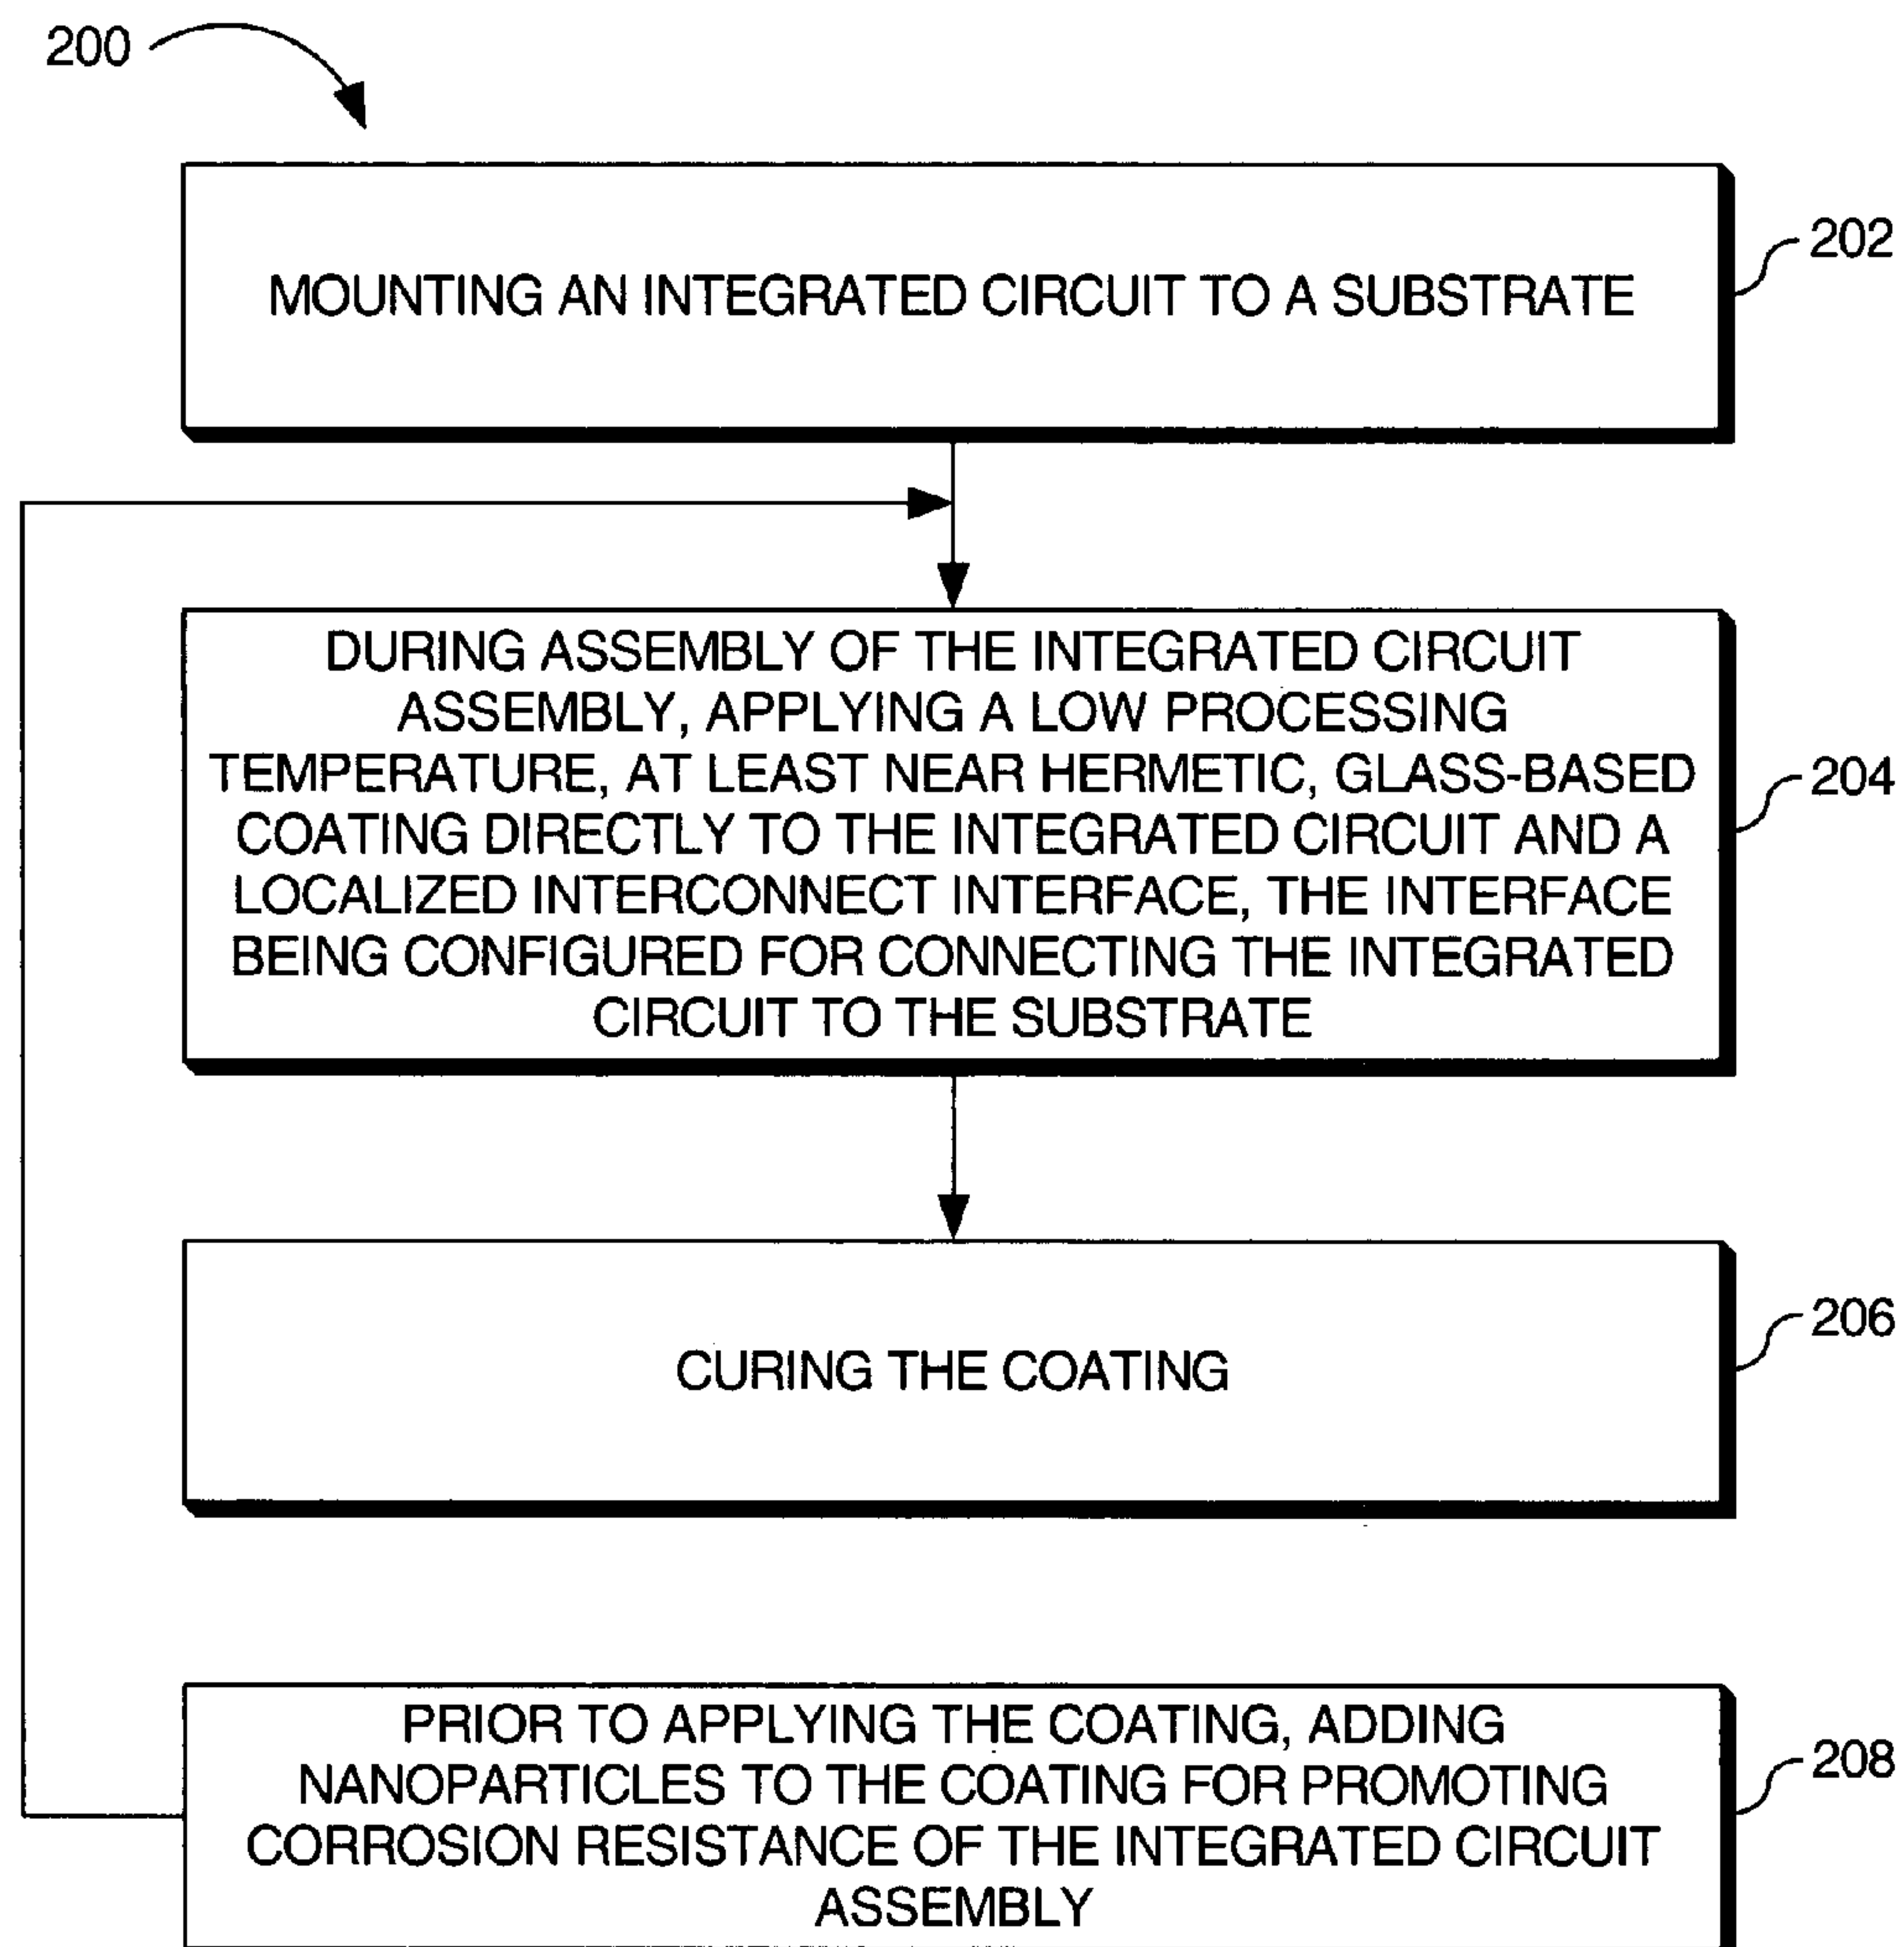 200
MOUNTING AN INTEGRATED CIRCUIT TO A SUBSTRATE
202
DURING ASSEMBLY OF THE INTEGRATED CIRCUIT
ASSEMBLY, APPLYING A LOW PROCESSING
TEMPERATURE, AT LEAST NEAR HERMETIC, GLASS-BASED
COATING DIRECTLY TO THE INTEGRATED CIRCUIT AND A
LOCALIZED INTERCONNECT INTERFACE, THE INTERFACE
BEING CONFIGURED FOR CONNECTING THE INTEGRATED
CIRCUIT TO THE SUBSTRATE
204
CURING THE COATING
206
PRIOR TO APPLYING THE COATING, ADDING
NANOPARTICLES TO THE COATING FOR PROMOTING
CORROSION RESISTANCE OF THE INTEGRATED CIRCUIT
ASSEMBLY
208